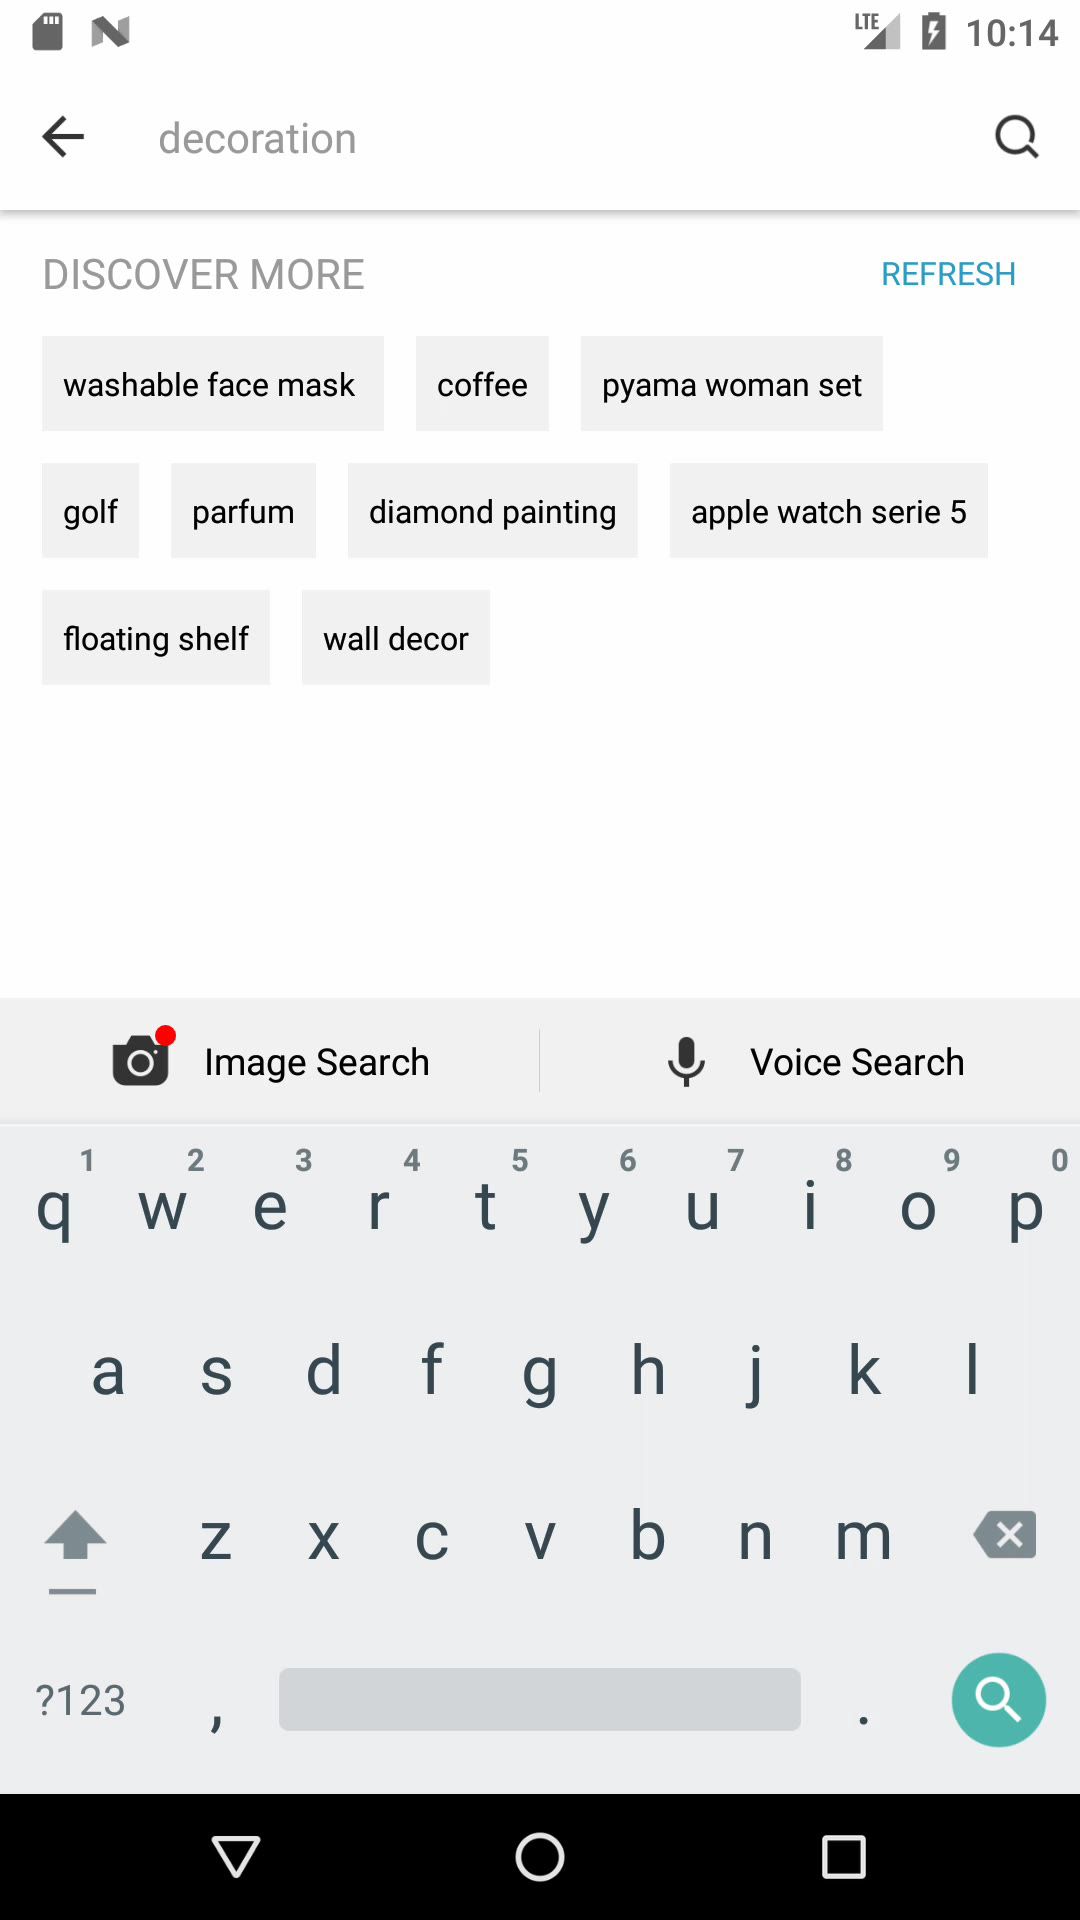 LTE 10:14
decoration
DISCOVER MORE REFRESH
washable face mask coffee pyama woman set
golf parfum diamond painting apple watch serie 5
floating shelf wall decor
Image Search Voice Search
1 2 3 4 5 6 7 8 9 0
q w e r t y u i o p
a s d f g h j k l
z x c v b n m
?123 , .